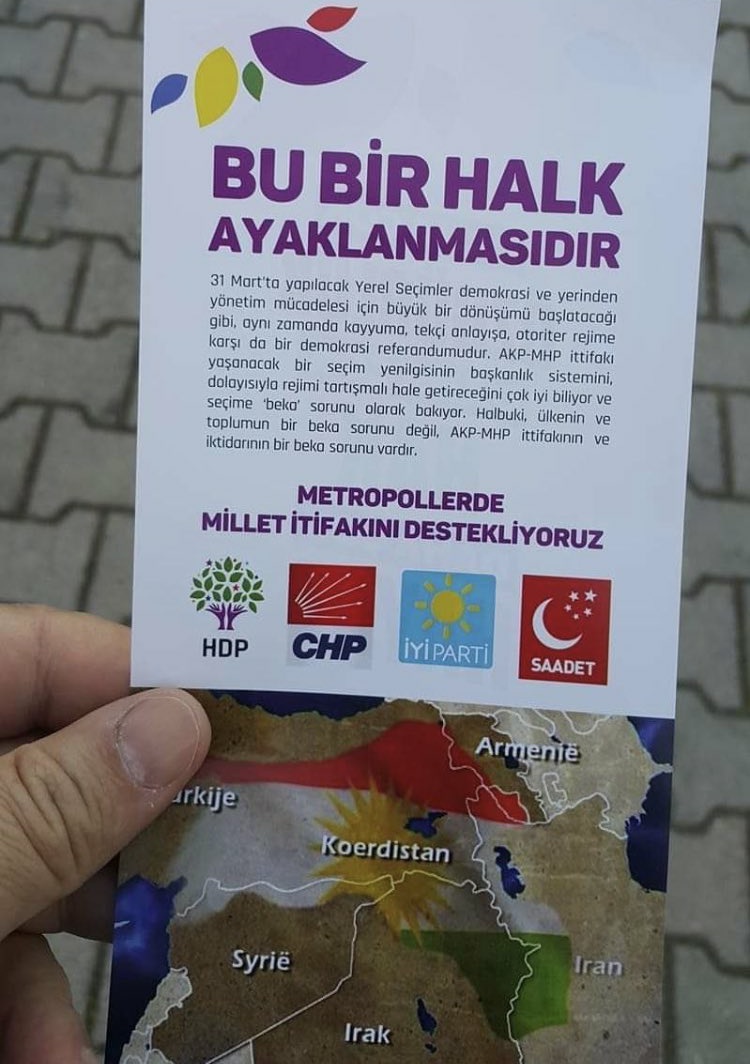 BU BİR HALK
AYAKLANMASIDIR
31 Mart'ta yapılacak Yerel Seçimler demokrasi ve yerinden
yönetim mücadelesi için büyük bir dönüşümü başlatacağı
gibi, aynı zamanda kayyuma, tekçi anlayışa, otoriter rejime
karşı da bir demokrasi referandumudur. AKP-MHP ittifakı
yaşanacak bir seçim yenilgisinin başkanlık sistemini,
dolayısıyla rejimi tartışmalı hale getireceğini çok iyi biliyor ve
seçime 'beka' sorunu olarak bakıyor. Halbuki, ülkenin ve
toplumun bir beka sorunu değil, AKP-MHP ittifakının ve
iktidarının bir beka sorunu vardır.
METROPOLLERDE
MİLLET İTİFAKINI DESTEKLİYORUZ
HDP
CHP
İYİ PARTİ
SAADET
Armenië
rkije
Koerdistan
Syrië
Iran
Irak